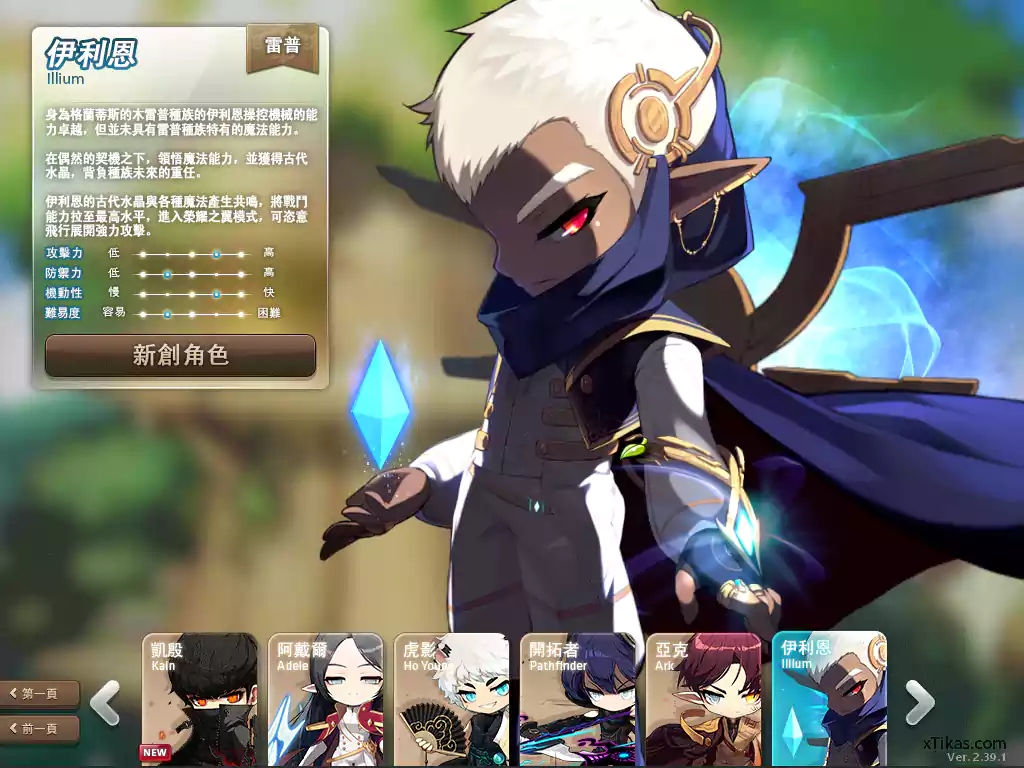 伊利恩
Illium
雷普
身為格蘭蒂斯的木雷普種族的伊利恩操控機械的能
力卓越，但並未具有雷普種族特有的魔法能力。
在偶然的契機之下，領悟魔法能力，並獲得古代
水晶，背負種族未來的重任。
伊利恩的古代水晶與各種魔法產生共鳴，將戰鬥
能力拉至最高水平，進入榮耀之翼模式，可恣意
飛行展開強力攻擊。
攻擊力 低 高
防禦力 低 高
機動性 慢 快
難易度 容易 困難
新創角色
凱殷
Kain
NEW
阿戴爾
Adele
虎影
Ho Young
開拓者
Pathfinder
亞克
Ark
伊利恩
Illium
第一頁
前一頁
xTikas.com
Ver. 2.39.1